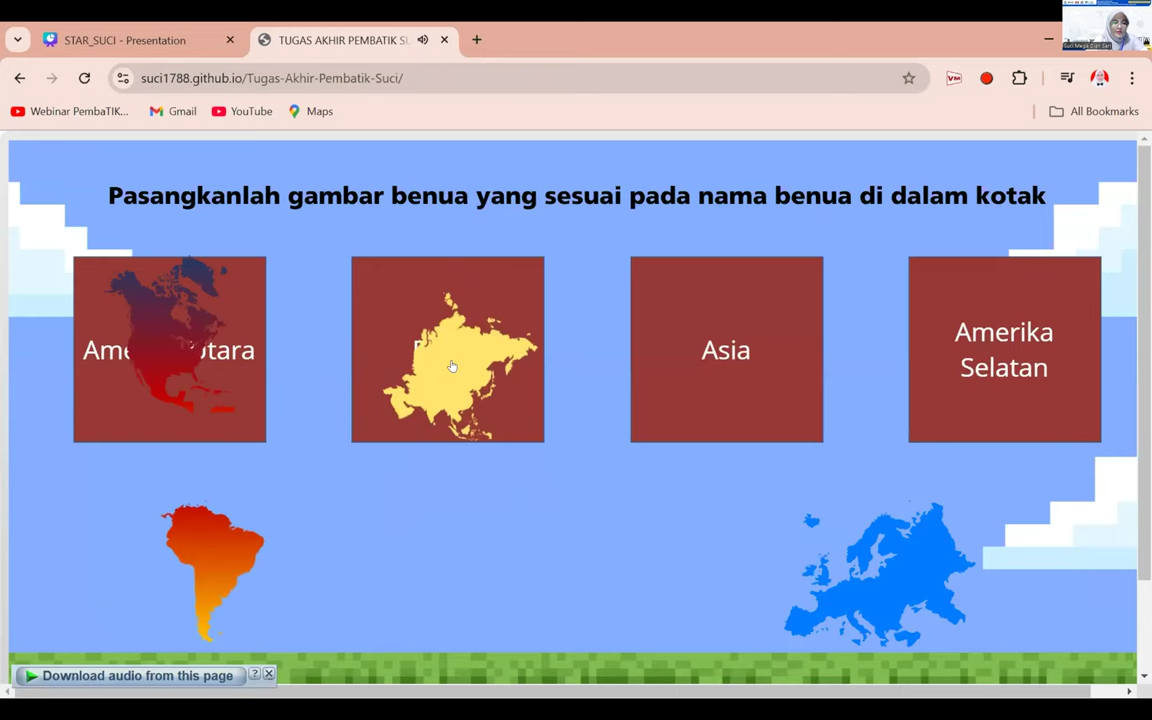 STAR_SUCI - Presentation
TUGAS AKHIR PEMBATIK SU
suci1788.github.io/Tugas-Akhir-Pembatik-Suci/
Webinar PembaTIK...
Gmail
YouTube
Maps
All Bookmarks
Pasangkanlah gambar benua yang sesuai pada nama benua di dalam kotak
Asia
Amerika
Selatan
Download audio from this page
?